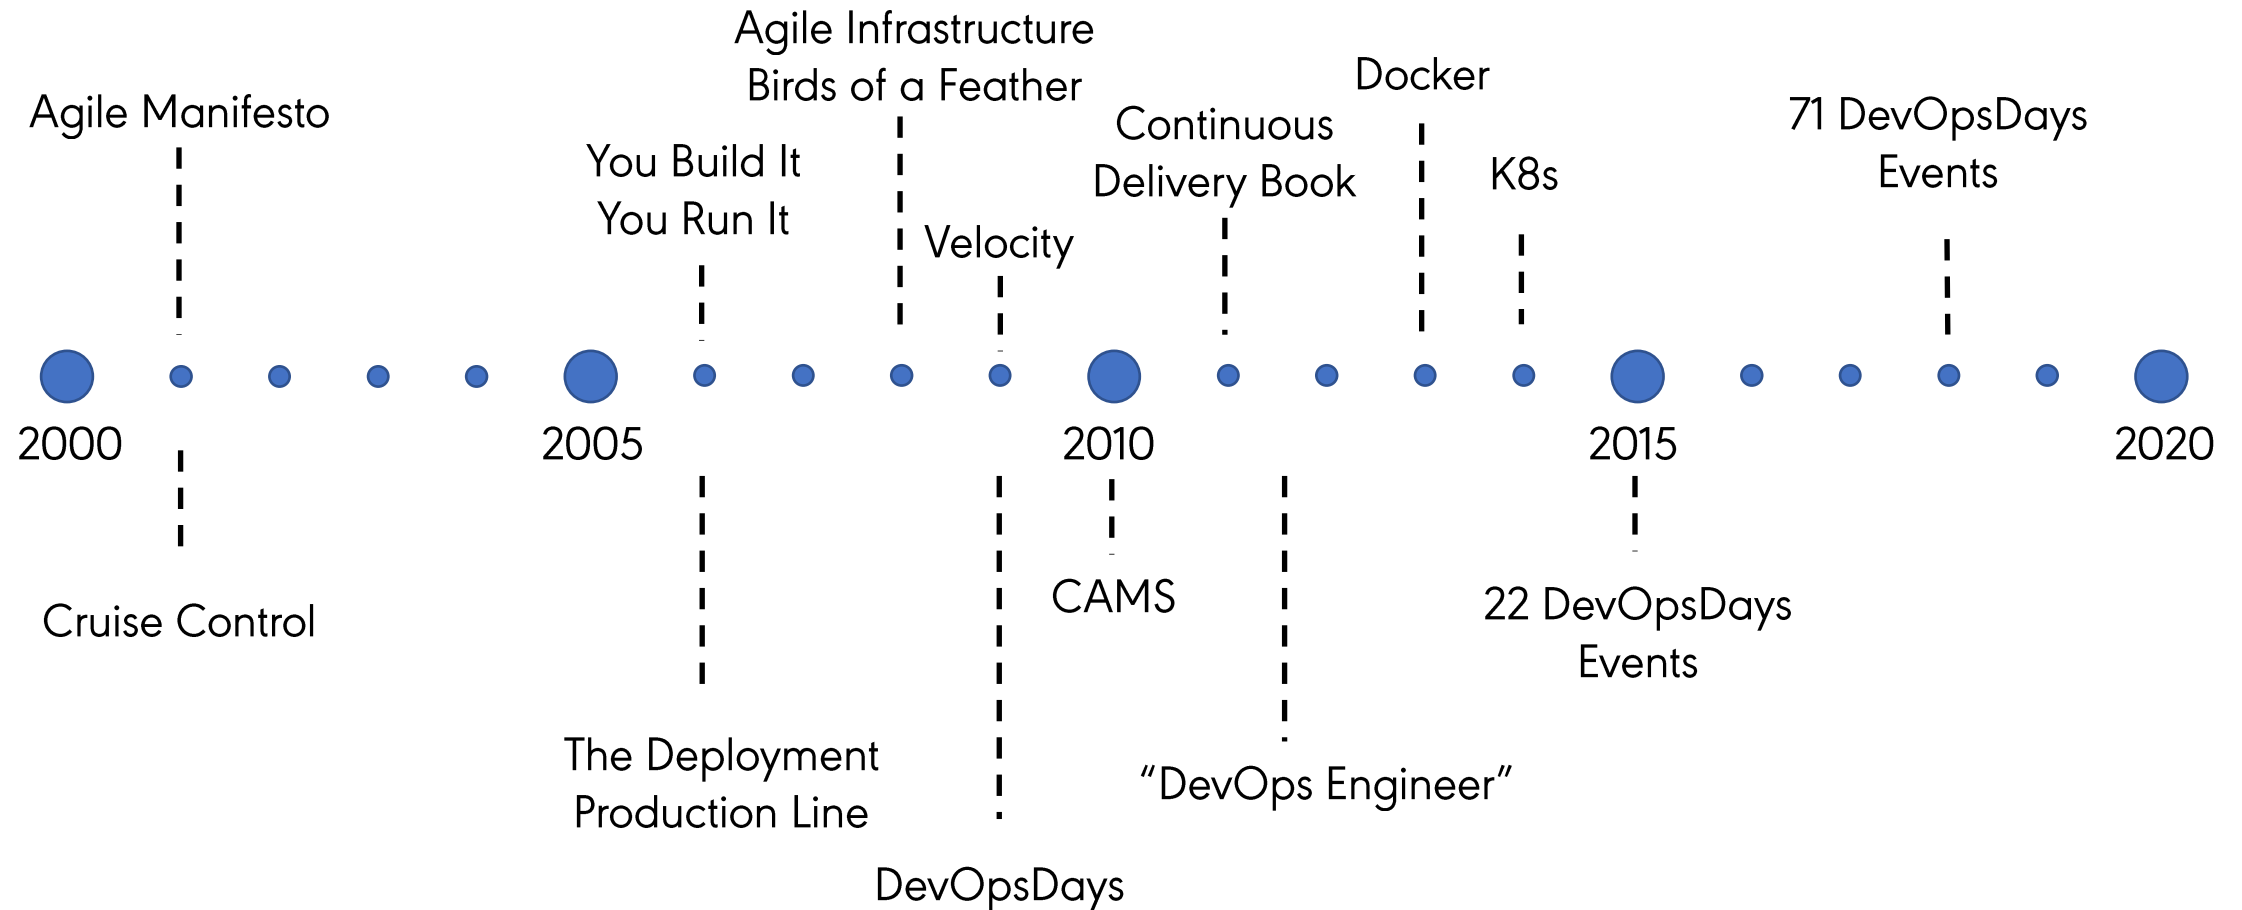 Agile Manifesto
You Build It
You Run It
Agile Infrastructure
Birds of a Feather
Velocity
Continuous
Delivery Book
Docker
K8s
71 DevOpsDays
Events
2000
2005
2010
2015
2020
Cruise Control
The Deployment
Production Line
DevOpsDays
CAMS
“DevOps Engineer”
22 DevOpsDays
Events